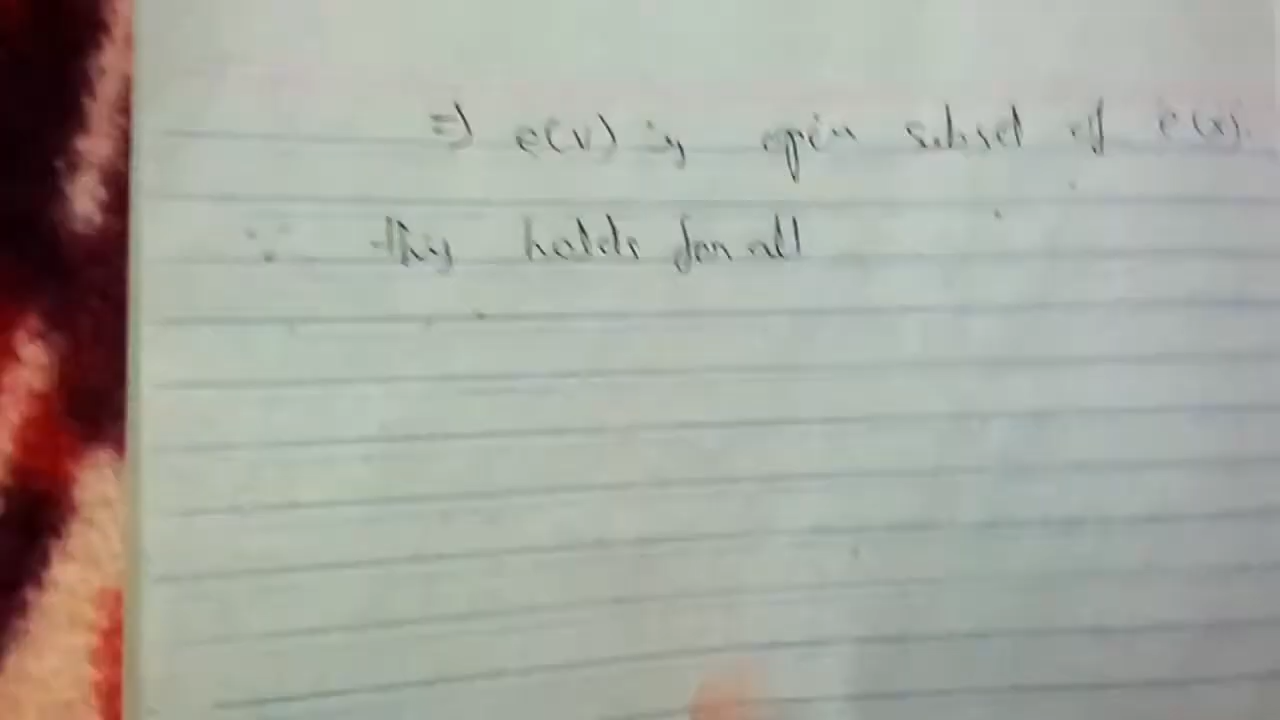 ⇒ e(V) is open subset of e(X).
∵ this holds for all